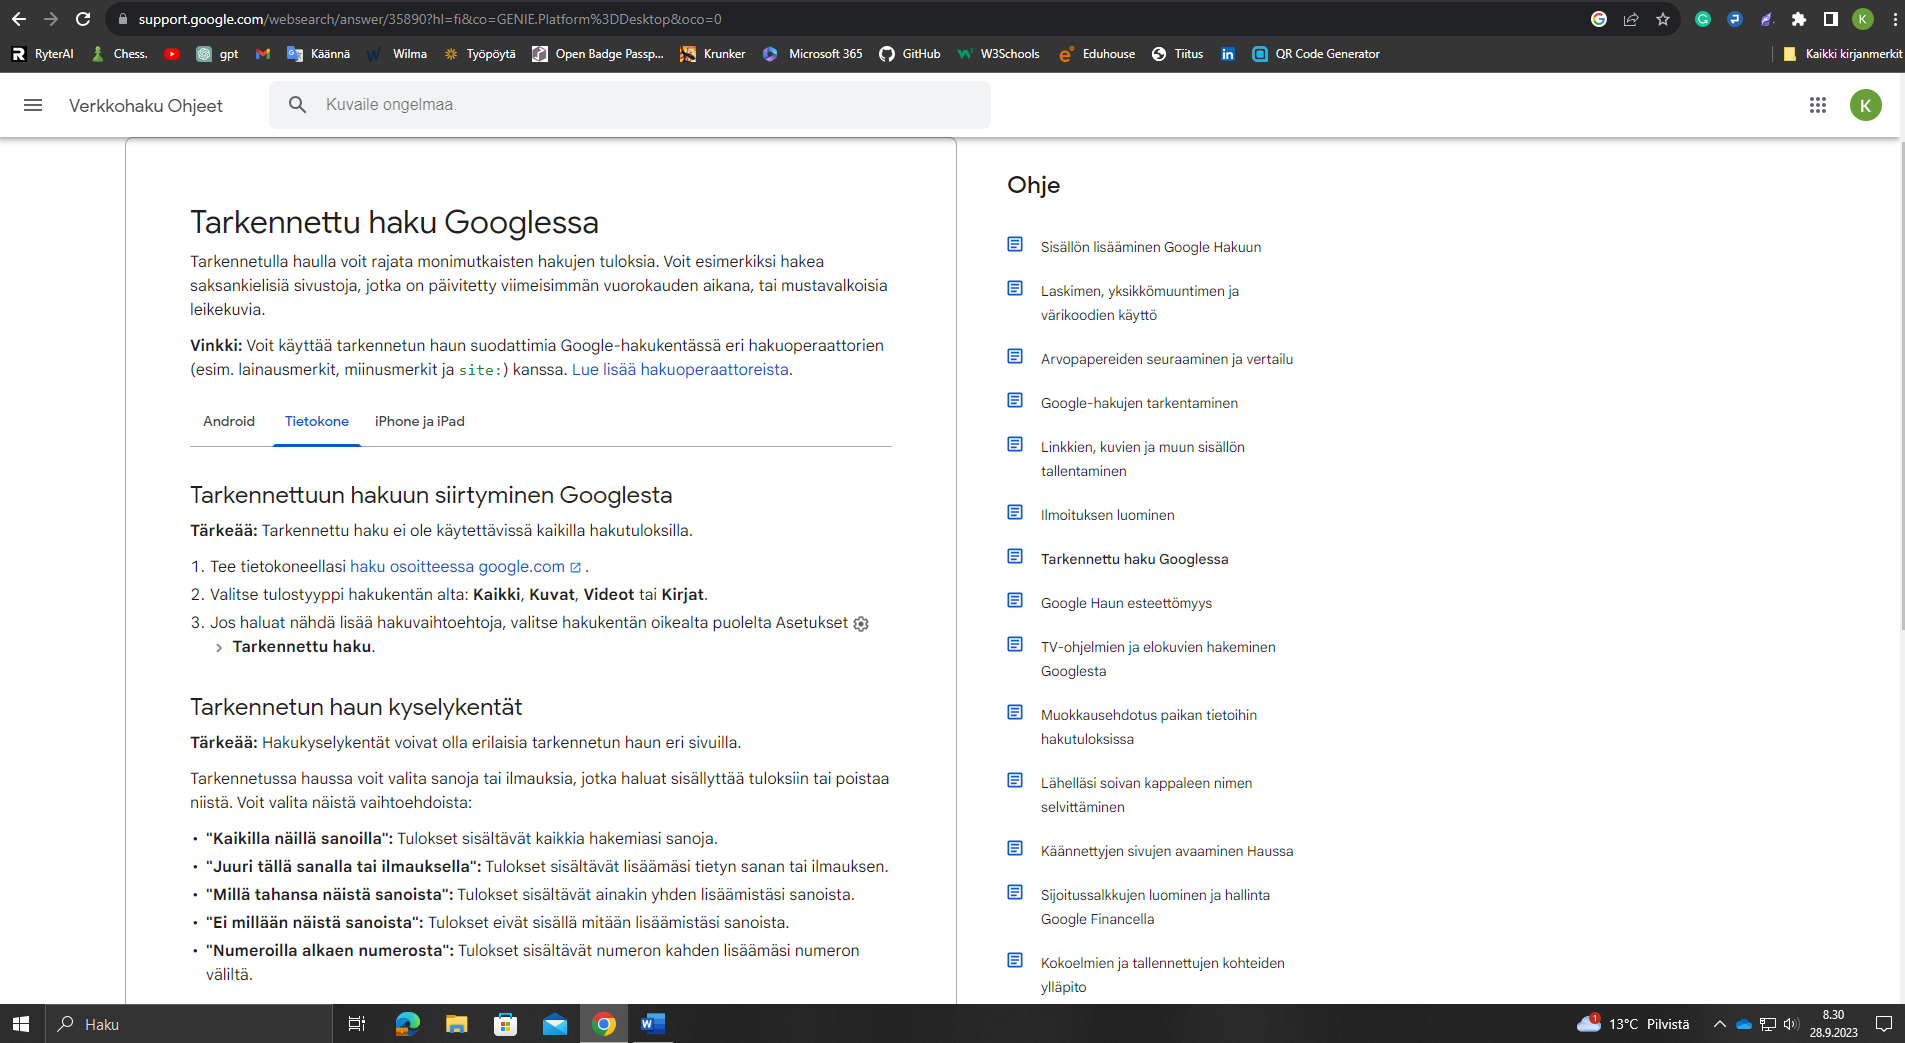 support.google.com/websearch/answer/35890?hl=fi&co=GENIE.Platform%3DDesktop&oco=0
K
RyterAI
Chess.
gpt
Käännä
Wilma
Työpöytä
Open Badge Passp...
Krunker
Microsoft 365
GitHub
W3Schools
Eduhouse
Tiitus
QR Code Generator
Kaikki kirjanmerkit
Verkkohaku Ohjeet
Kuvaile ongelmaa.
K
Tarkennettu haku Googlessa
Tarkennetulla haulla voit rajata monimutkaisten hakujen tuloksia. Voit esimerkiksi hakea
saksankielisiä sivustoja, jotka on päivitetty viimeisimmän vuorokauden aikana, tai mustavalkoisia
leikekuvia.
Vinkki: Voit käyttää tarkennetun haun suodattimia Google-hakukentässä eri hakuoperaattorien
(esim. lainausmerkit, miinusmerkit ja site:) kanssa. Lue lisää hakuoperaattoreista.
Android
Tietokone
iPhone ja iPad
Tarkennettuun hakuun siirtyminen Googlesta
Tärkeää: Tarkennettu haku ei ole käytettävissä kaikilla hakutuloksilla.
1. Tee tietokoneellasi haku osoitteessa google.com .
2. Valitse tulostyyppi hakukentän alta: Kaikki, Kuvat, Videot tai Kirjat.
3. Jos haluat nähdä lisää hakuvaihtoehtoja, valitse hakukentän oikealta puolelta Asetukset
> Tarkennettu haku.
Tarkennetun haun kyselykentät
Tärkeää: Hakukyselykentät voivat olla erilaisia tarkennetun haun eri sivuilla.
Tarkennetussa haussa voit valita sanoja tai ilmauksia, jotka haluat sisällyttää tuloksiin tai poistaa
niistä. Voit valita näistä vaihtoehdoista:
• "Kaikilla näillä sanoilla": Tulokset sisältävät kaikkia hakemiasi sanoja.
• "Juuri tällä sanalla tai ilmauksella": Tulokset sisältävät lisäämäsi tietyn sanan tai ilmauksen.
• "Millä tahansa näistä sanoista": Tulokset sisältävät ainakin yhden lisäämistäsi sanoista.
• "Ei millään näistä sanoista": Tulokset eivät sisällä mitään lisäämistäsi sanoista.
• "Numeroilla alkaen numerosta": Tulokset sisältävät numeron kahden lisäämäsi numeron
väliltä.
Ohje
Sisällön lisääminen Google Hakuun
Laskimen, yksikkömuuntimen ja
värikoodien käyttö
Arvopapereiden seuraaminen ja vertailu
Google-hakujen tarkentaminen
Linkkien, kuvien ja muun sisällön
tallentaminen
Ilmoituksen luominen
Tarkennettu haku Googlessa
Google Haun esteettömyys
TV-ohjelmien ja elokuvien hakeminen
Googlesta
Muokkausehdotus paikan tietoihin
hakutuloksissa
Lähelläsi soivan kappaleen nimen
selvittäminen
Käännettyjen sivujen avaaminen Haussa
Sijoitussalkkujen luominen ja hallinta
Google Financella
Kokoelmien ja tallennettujen kohteiden
ylläpito
Haku
1
13°C Pilvistä
8.30
28.9.2023